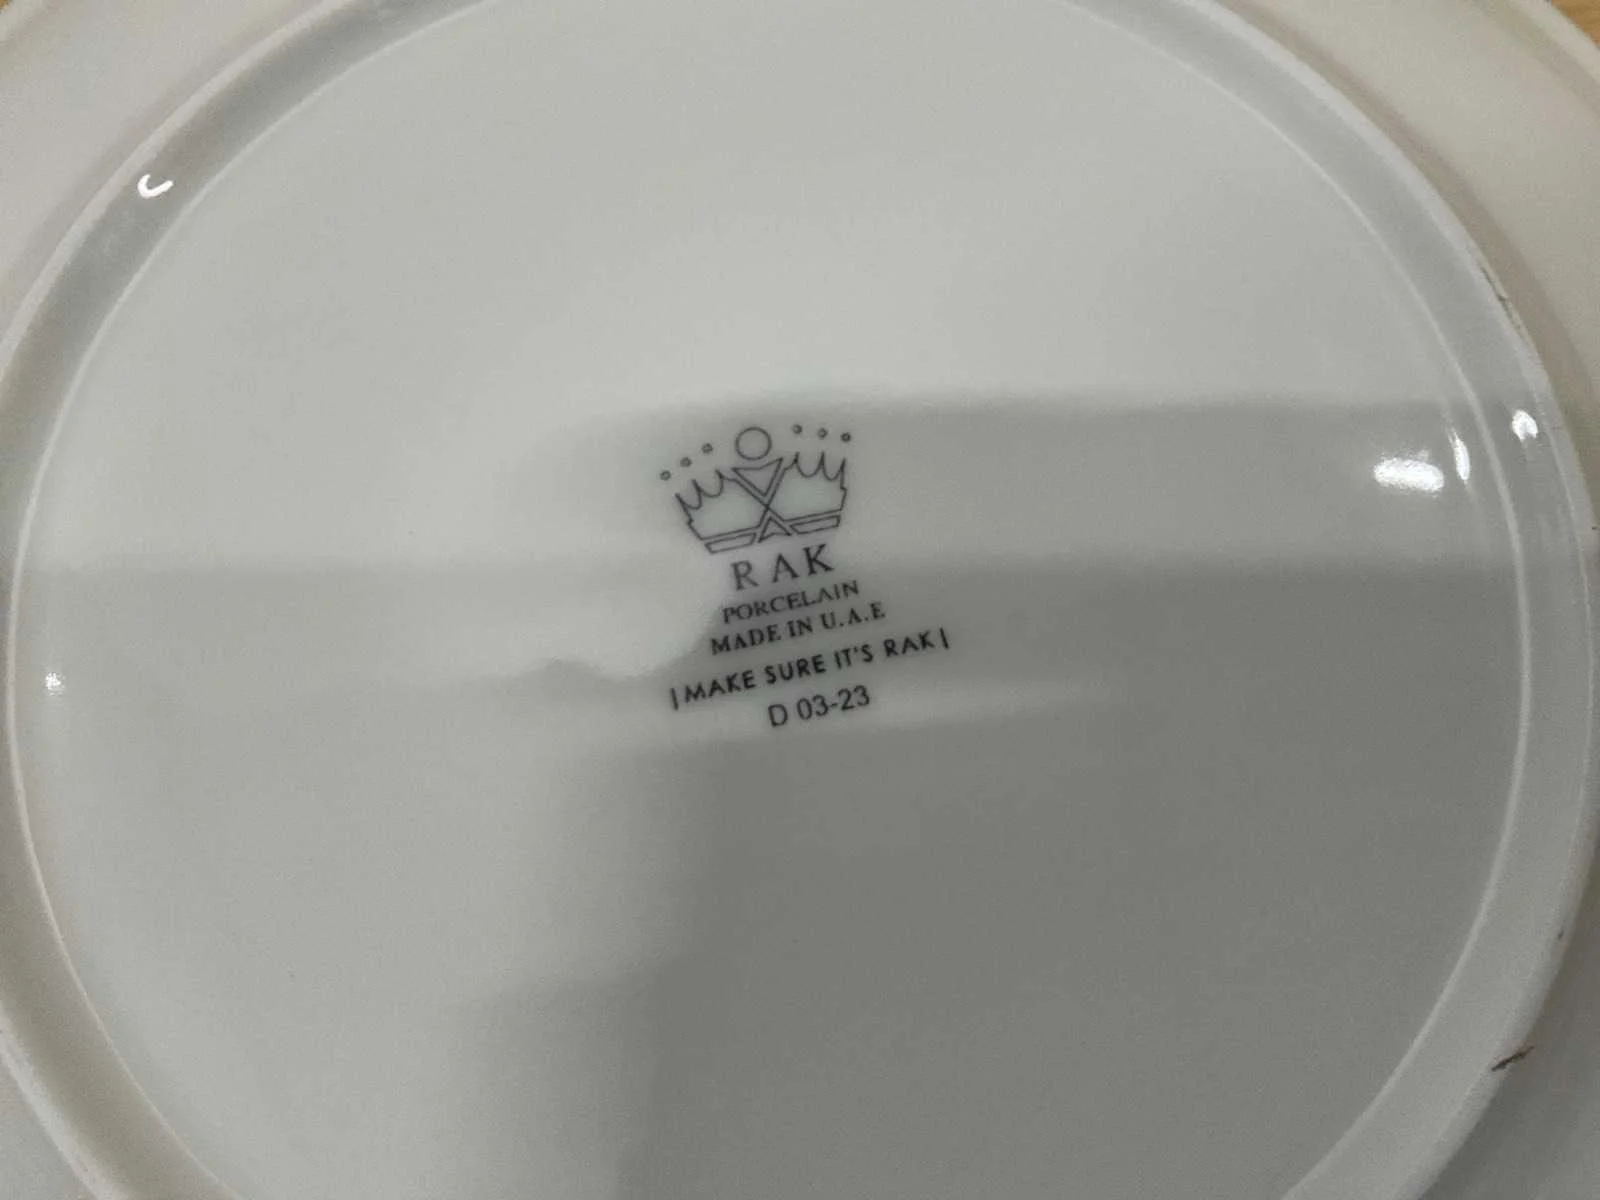 RAK
PORCELAIN
MADE IN U.A.E
|MAKE SURE IT'S RAK|
D 03-23